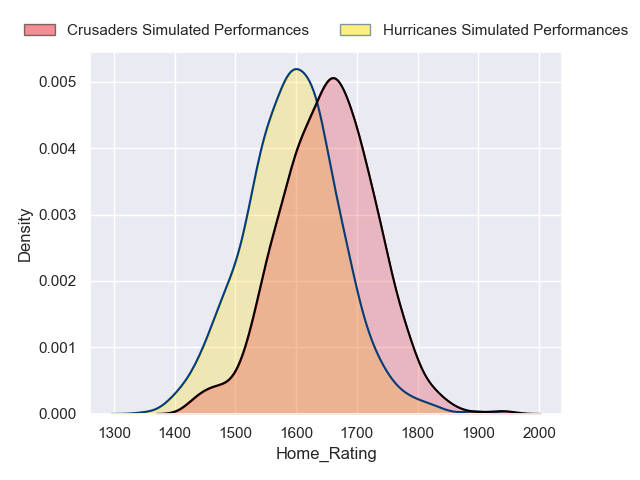 Crusaders Simulated Performances Hurricanes Simulated Performances
0.005
0.004
0.003
0.002
0.001
0.000
Density
1300 1400 1500 1600 1700 1800 1900 2000
Home_Rating